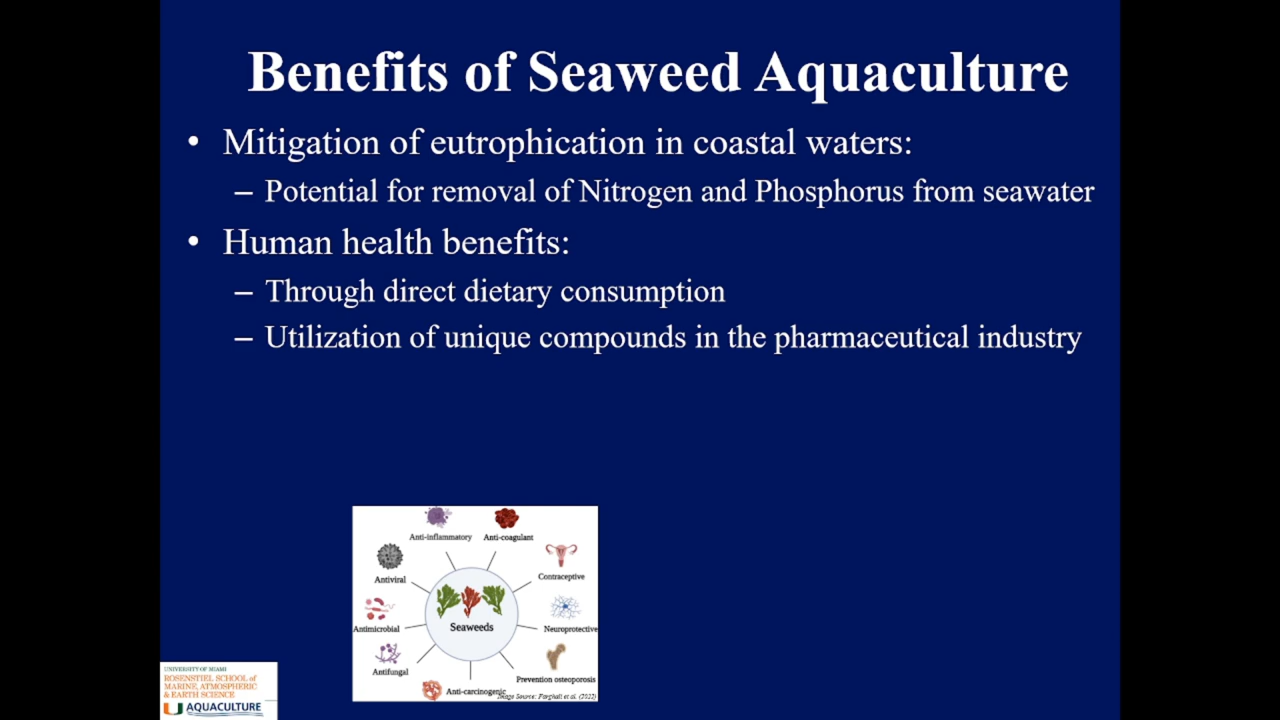 Benefits of Seaweed Aquaculture
• Mitigation of eutrophication in coastal waters:
– Potential for removal of Nitrogen and Phosphorus from seawater
• Human health benefits:
– Through direct dietary consumption
– Utilization of unique compounds in the pharmaceutical industry
Anti-inflammatory
Anti-coagulant
Antiviral
Contraceptive
Antimicrobial
Seaweeds
Neuroprotective
Antifungal
Prevention osteoporosis
Anti-carcinogenic
UNIVERSITY OF MIAMI
ROSENSTIEL SCHOOL of
MARINE, ATMOSPHERIC
& EARTH SCIENCE
AQUACULTURE